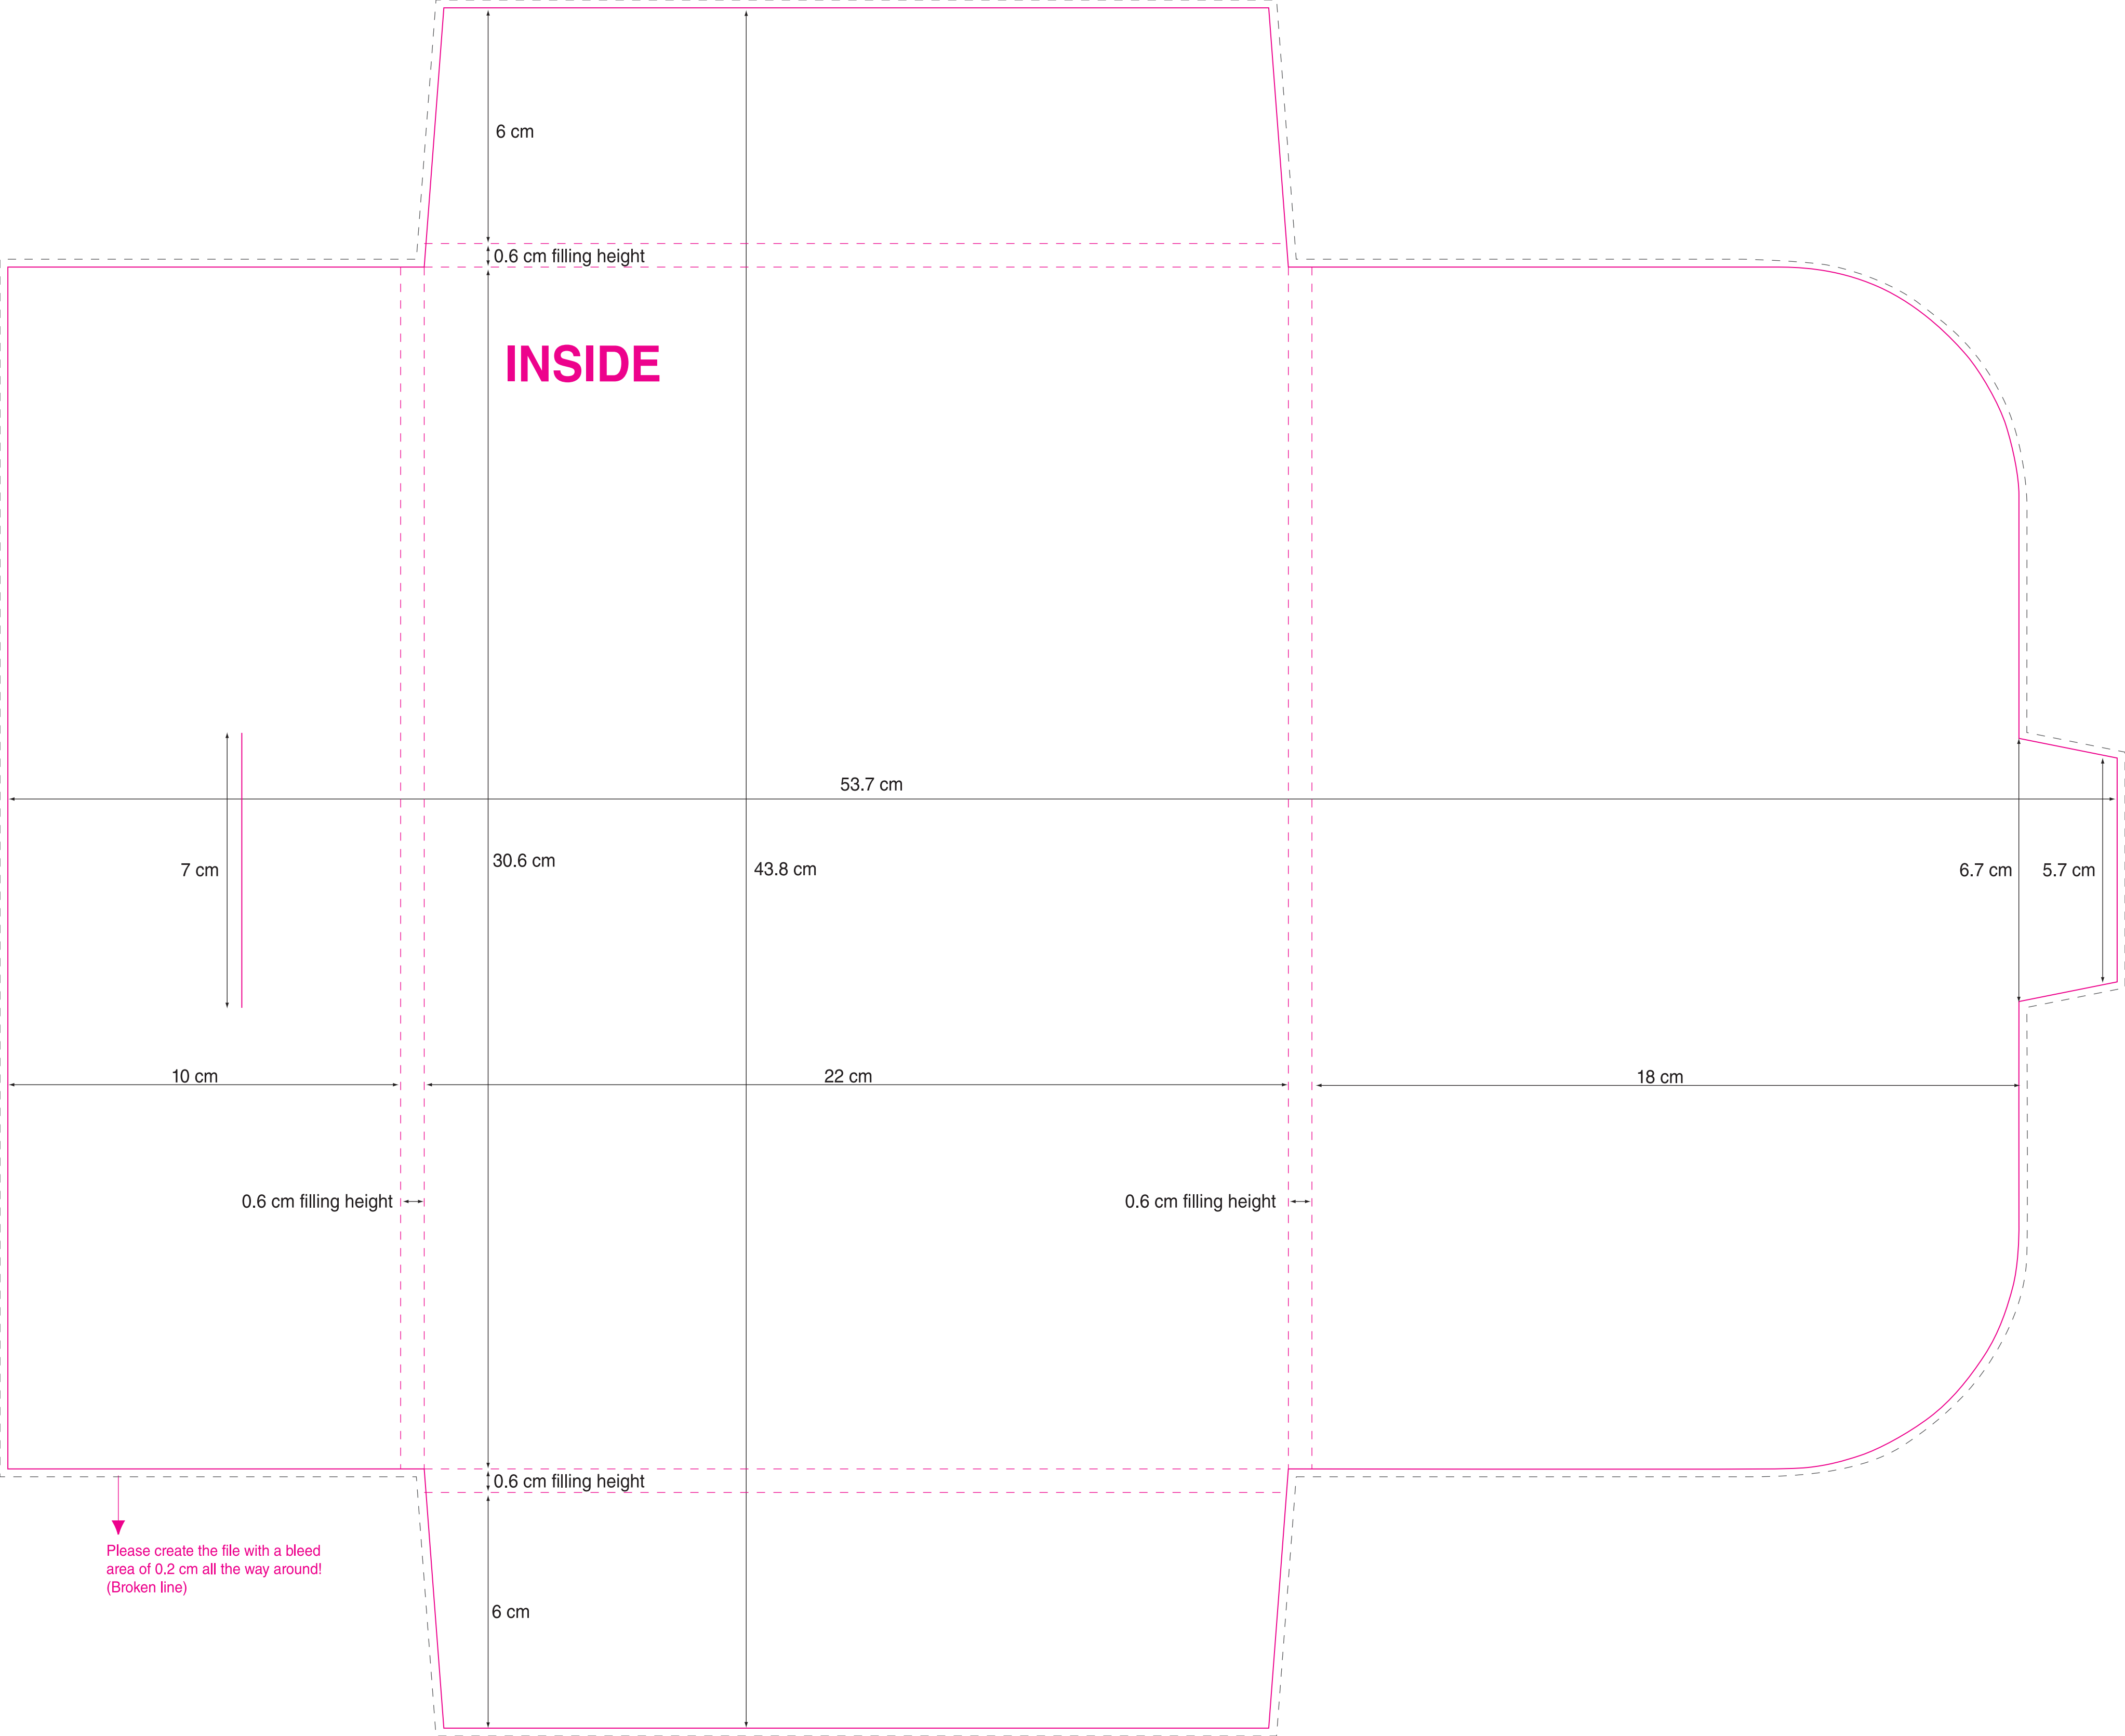 6 cm
0.6 cm filling height
INSIDE
53.7 cm
30.6 cm
43.8 cm
7 cm
6.7 cm
5.7 cm
10 cm
22 cm
18 cm
0.6 cm filling height
0.6 cm filling height
0.6 cm filling height
Please create the file with a bleed
area of 0.2 cm all the way around!
(Broken line)
6 cm